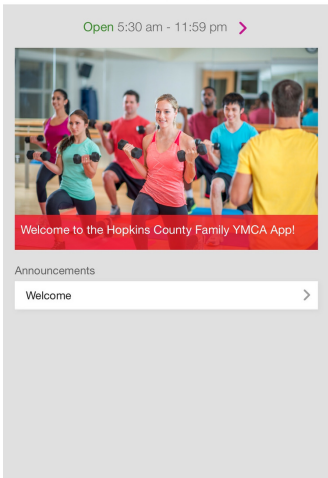 Open 5:30 am - 11:59 pm
Welcome to the Hopkins County Family YMCA App!
Announcements
Welcome